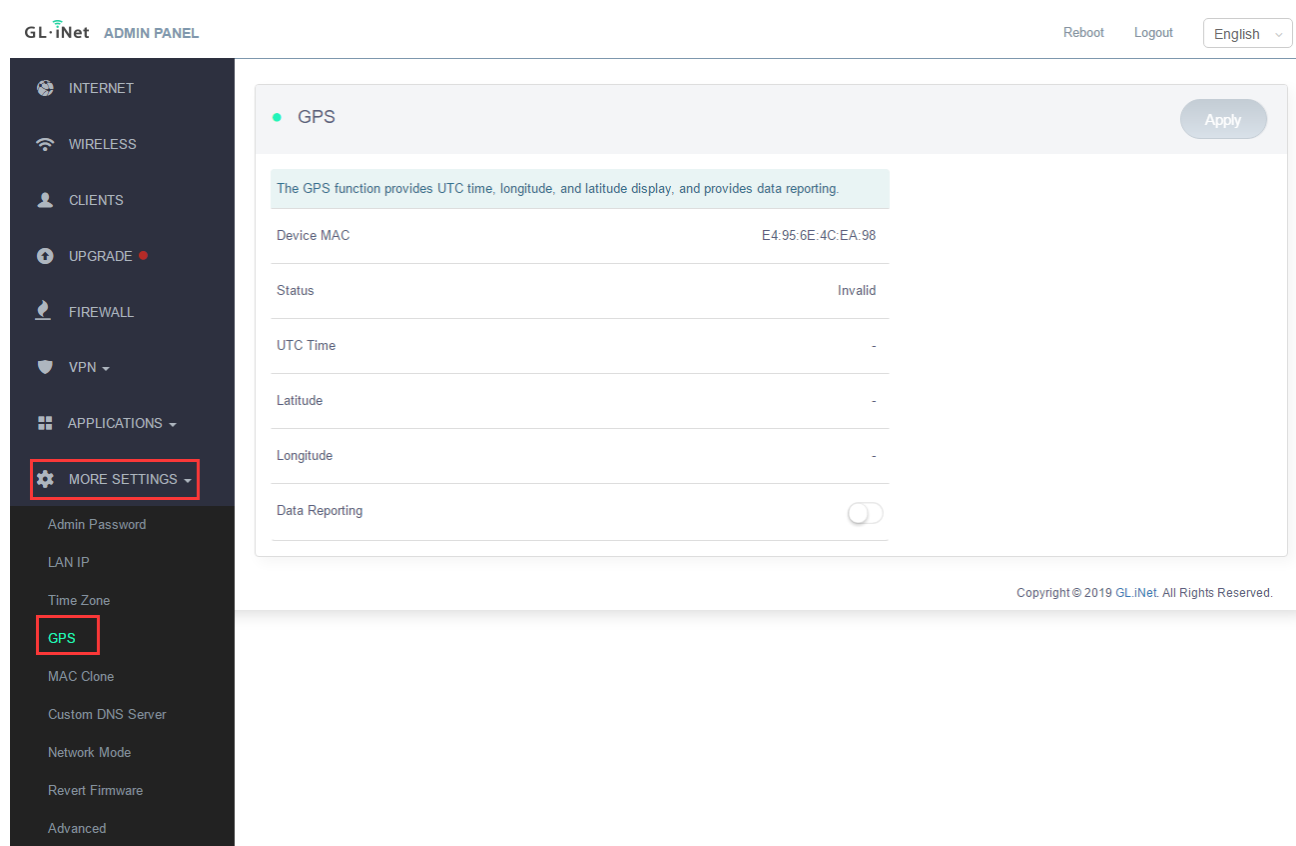 GL·iNet ADMIN PANEL
Reboot Logout English
INTERNET
WIRELESS
CLIENTS
UPGRADE
FIREWALL
VPN
APPLICATIONS
MORE SETTINGS
Admin Password
LAN IP
Time Zone
GPS
MAC Clone
Custom DNS Server
Network Mode
Revert Firmware
Advanced
GPS
Apply
The GPS function provides UTC time, longitude, and latitude display, and provides data reporting.
Device MAC E4:95:6E:4C:EA:98
Status Invalid
UTC Time -
Latitude -
Longitude -
Data Reporting
Copyright © 2019 GL.iNet. All Rights Reserved.